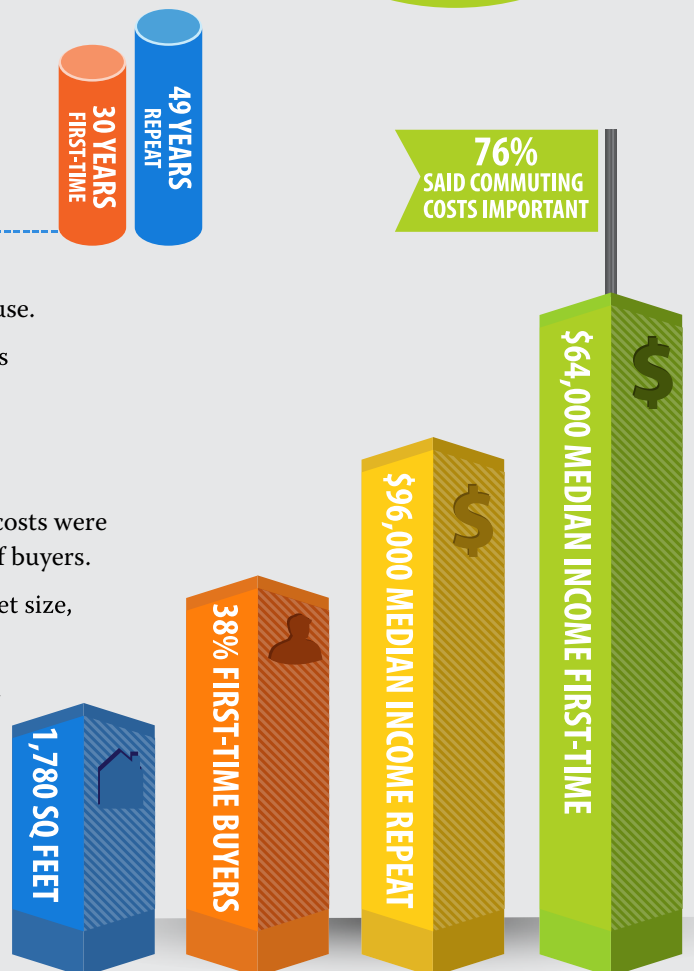 49 YEARS
REPEAT
30 YEARS
FIRST-TIME
76%
SAID COMMUTING
COSTS IMPORTANT
use.
s
costs were
f buyers.
et size,
1,780 SQ FEET
38% FIRST-TIME BUYERS
$96,000 MEDIAN INCOME REPEAT
$64,000 MEDIAN INCOME FIRST-TIME
$
$